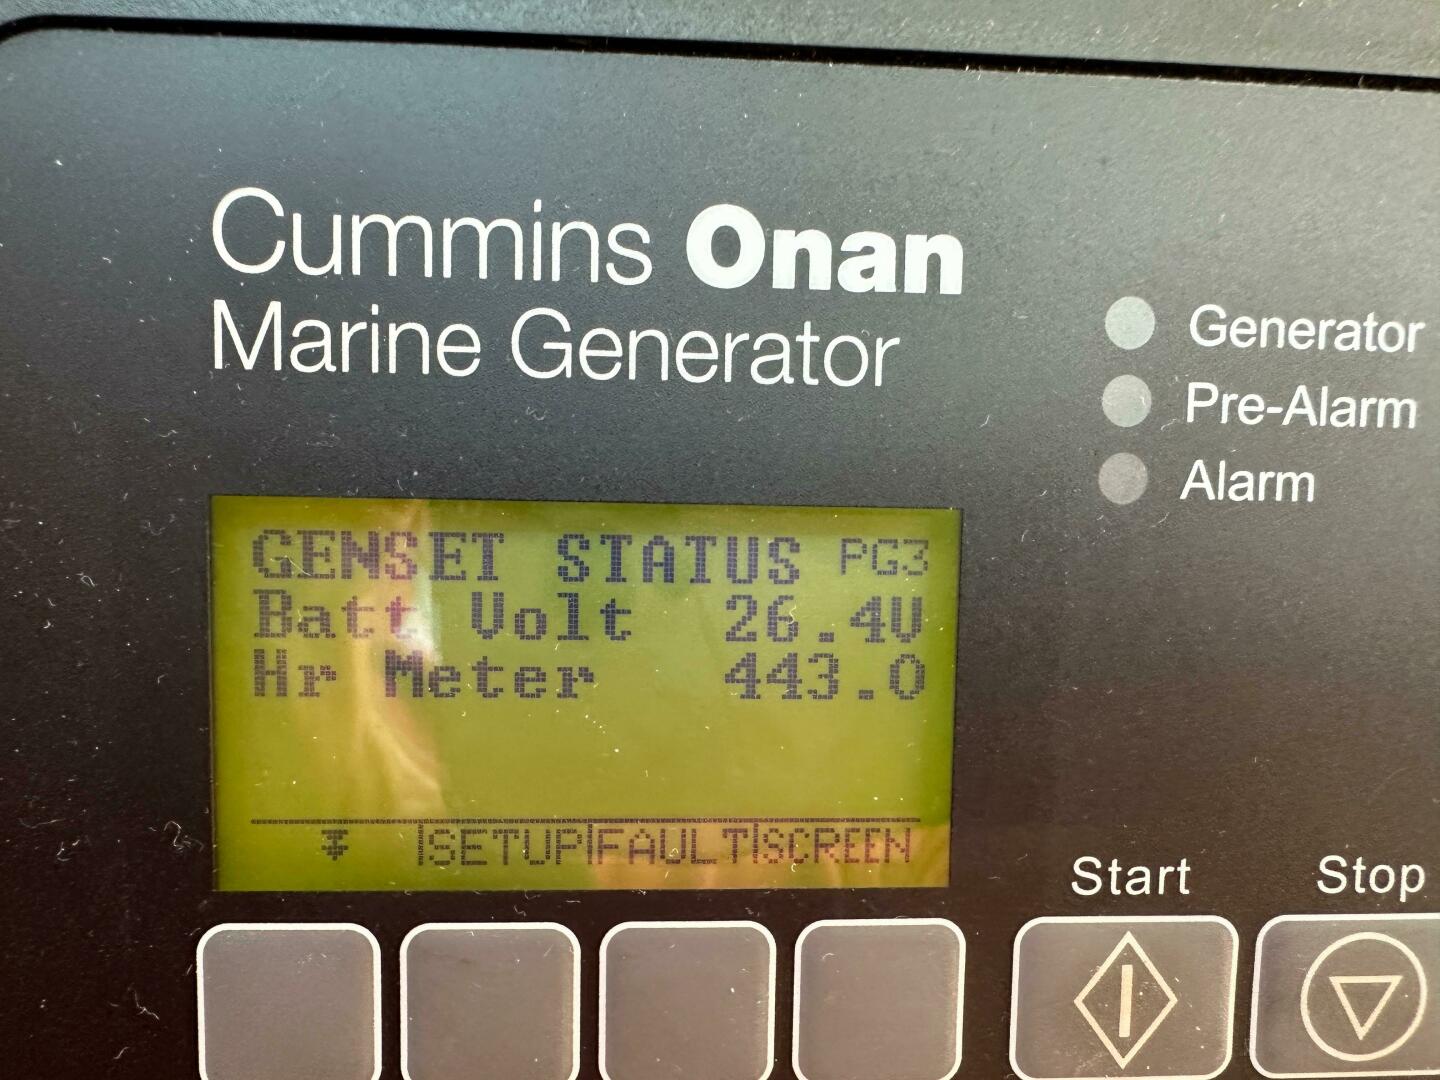 Cummins Onan
Marine Generator
Generator
Pre-Alarm
Alarm
GENSET STATUS PG3
Batt Volt 26.4V
Hr Meter 443.0
SETUP FAULT SCREEN
Start Stop